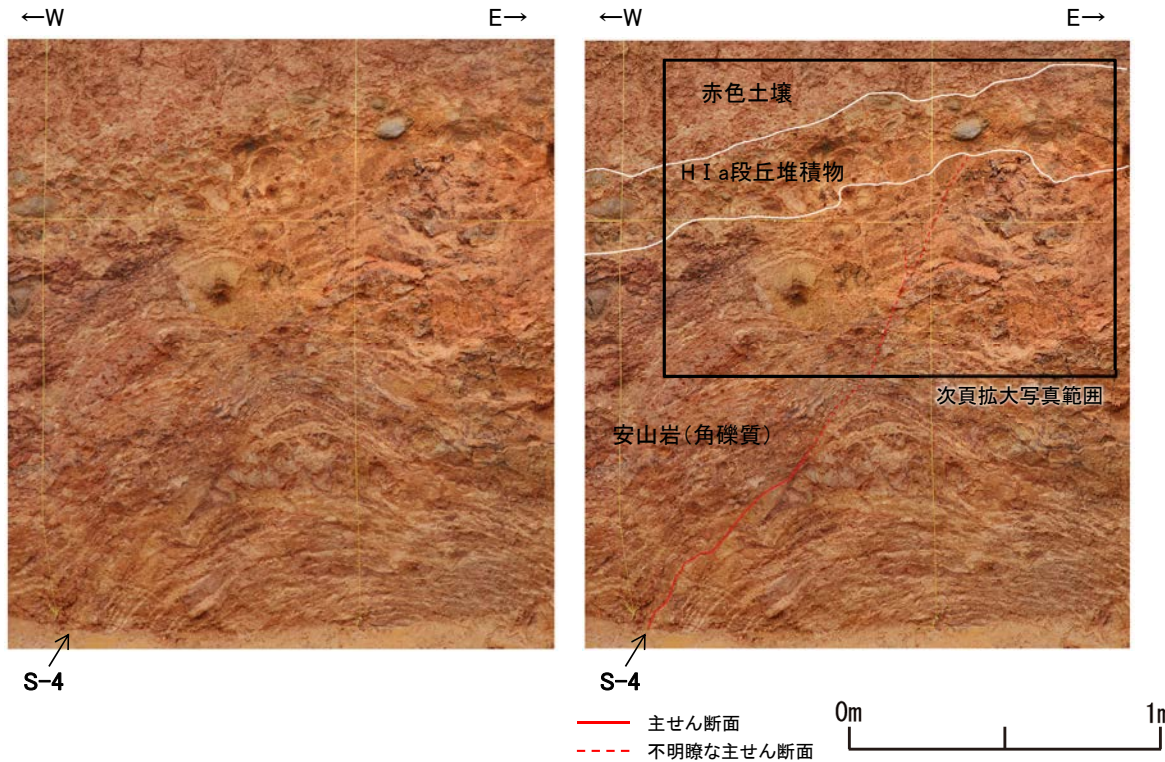 ←W
E→
←W
E→
赤色土壌
HⅠa段丘堆積物
次頁拡大写真範囲
安山岩(角礫質)
S-4
S-4
主せん断面
不明瞭な主せん断面
0m
1m